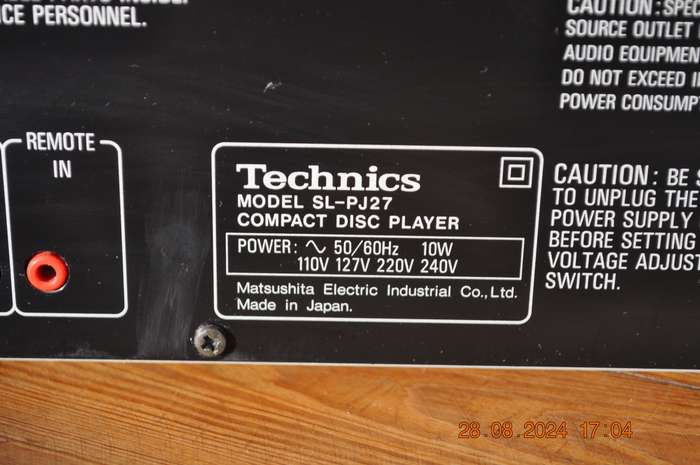 CE PERSONNEL.
CAUTION: SPEC
SOURCE OUTLET
AUDIO EQUIPMEN
DO NOT EXCEED I
POWER CONSUMP
REMOTE
IN
Technics
MODEL SL-PJ27
COMPACT DISC PLAYER
POWER: ∿ 50/60Hz 10W
110V 127V 220V 240V
Matsushita Electric Industrial Co., Ltd.
Made in Japan.
CAUTION: BE S
TO UNPLUG THE
POWER SUPPLY
BEFORE SETTING
VOLTAGE ADJUST
SWITCH.
28.08.2024 17:04